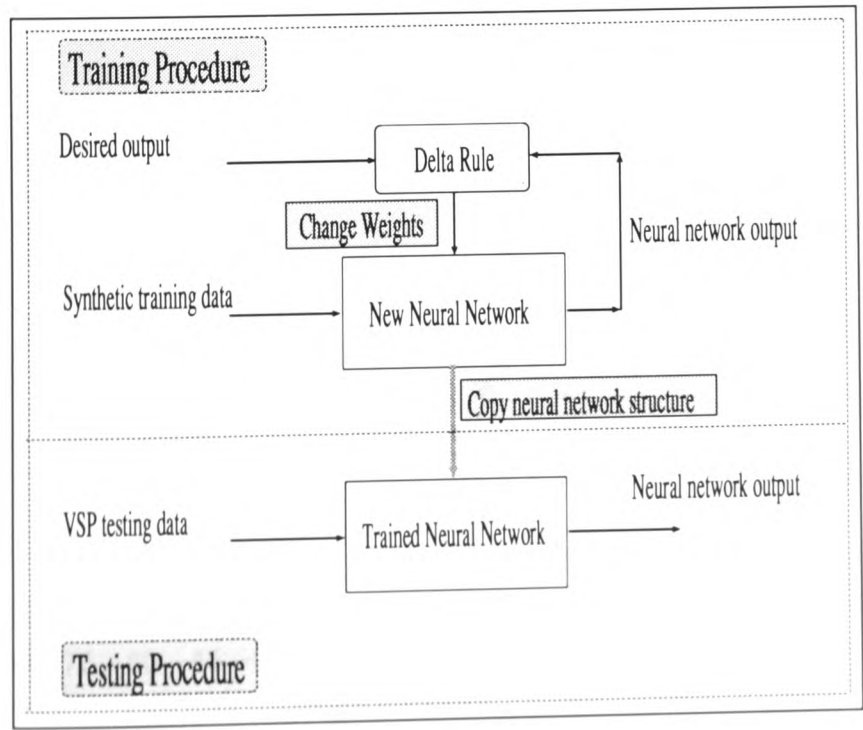 Training Procedure
Desired output
Delta Rule
Change Weights
Neural network output
Synthetic training data
New Neural Network
Copy neural network structure
Neural network output
VSP testing data
Trained Neural Network
Testing Procedure